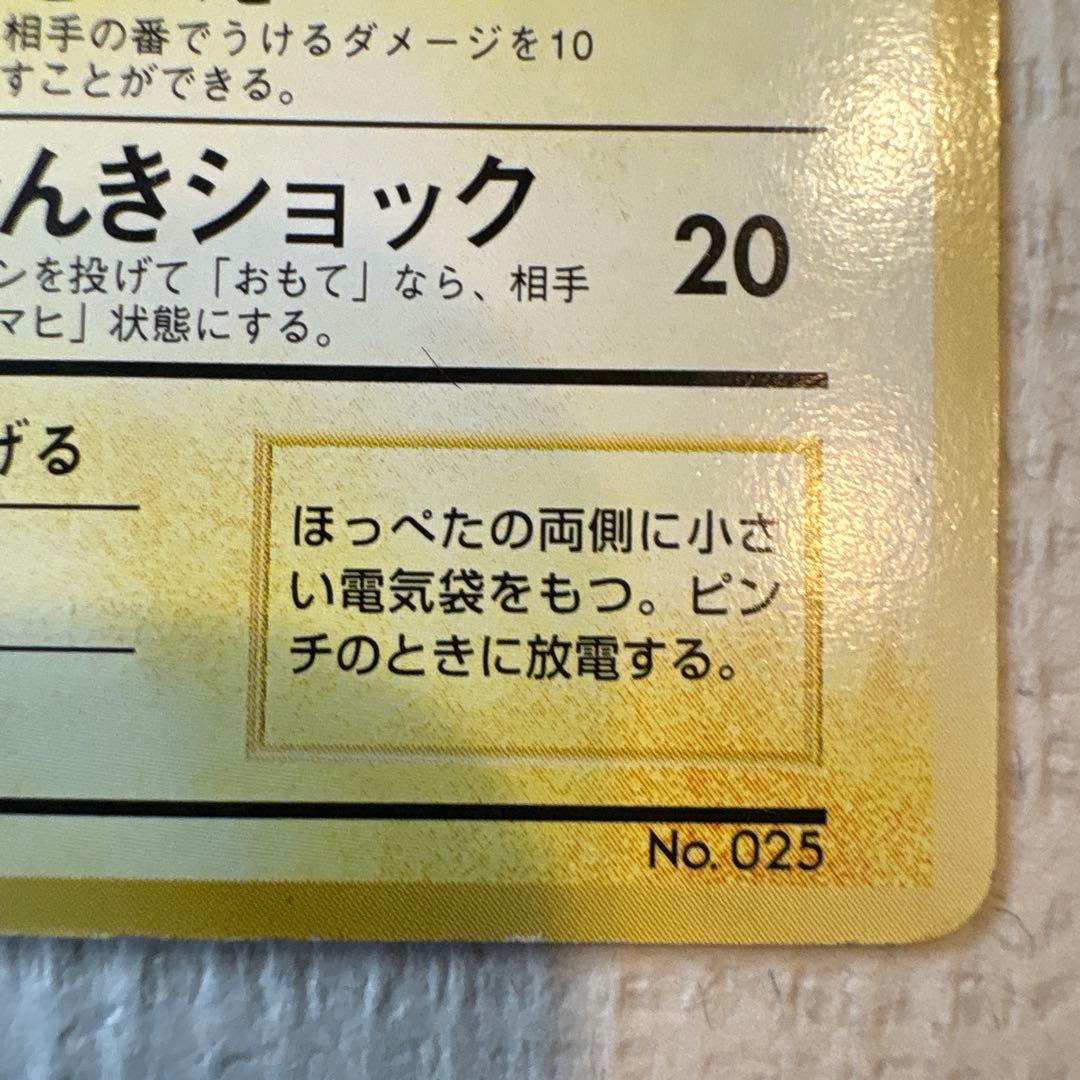 相手の番でうけるダメージを10
すことができる。
んきショック 20
ンを投げて「おもて」なら、相手
マヒ」状態にする。
げる
ほっぺたの両側に小さ
い電気袋をもつ。ピン
チのときに放電する。
No. 025